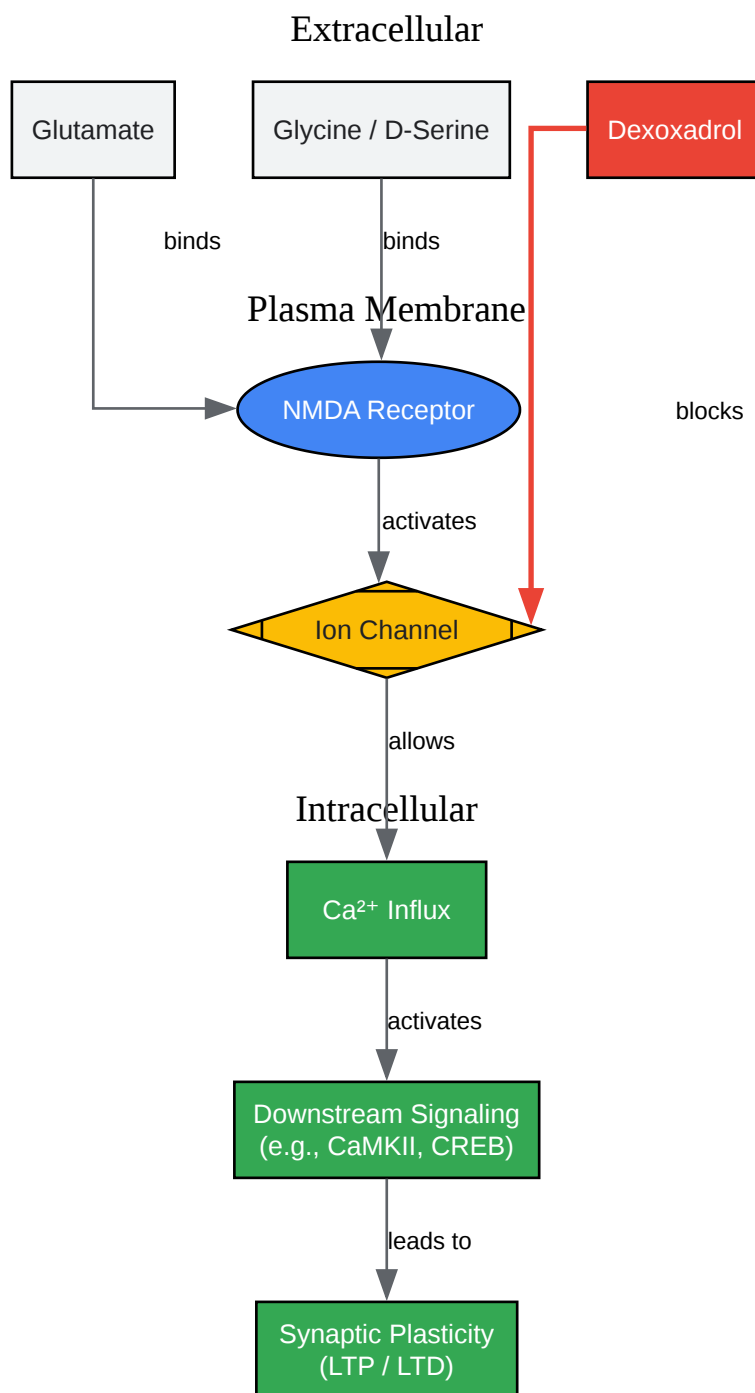 Extracellular
Glutamate
Glycine / D-Serine
Dexoxadrol
binds
binds
Plasma Membrane
NMDA Receptor
blocks
activates
Ion Channel
allows
Intracellular
Ca²⁺ Influx
activates
Downstream Signaling
(e.g., CaMKII, CREB)
leads to
Synaptic Plasticity
(LTP / LTD)